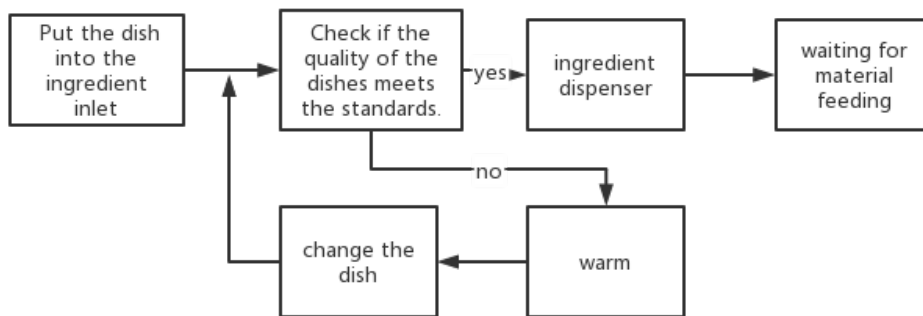 Put the dish
into the
ingredient
inlet
Check if the
quality of the
dishes meets
the standards.
yes
ingredient
dispenser
waiting for
material
feeding
no
change the
dish
warm